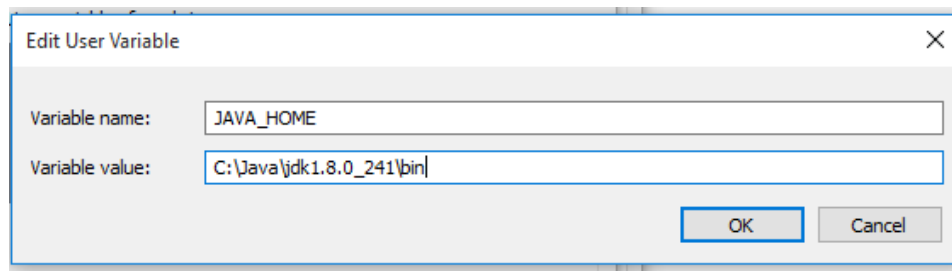 Edit User Variable
Variable name: JAVA_HOME
Variable value: C:\Java\jdk1.8.0_241\bin
OK Cancel